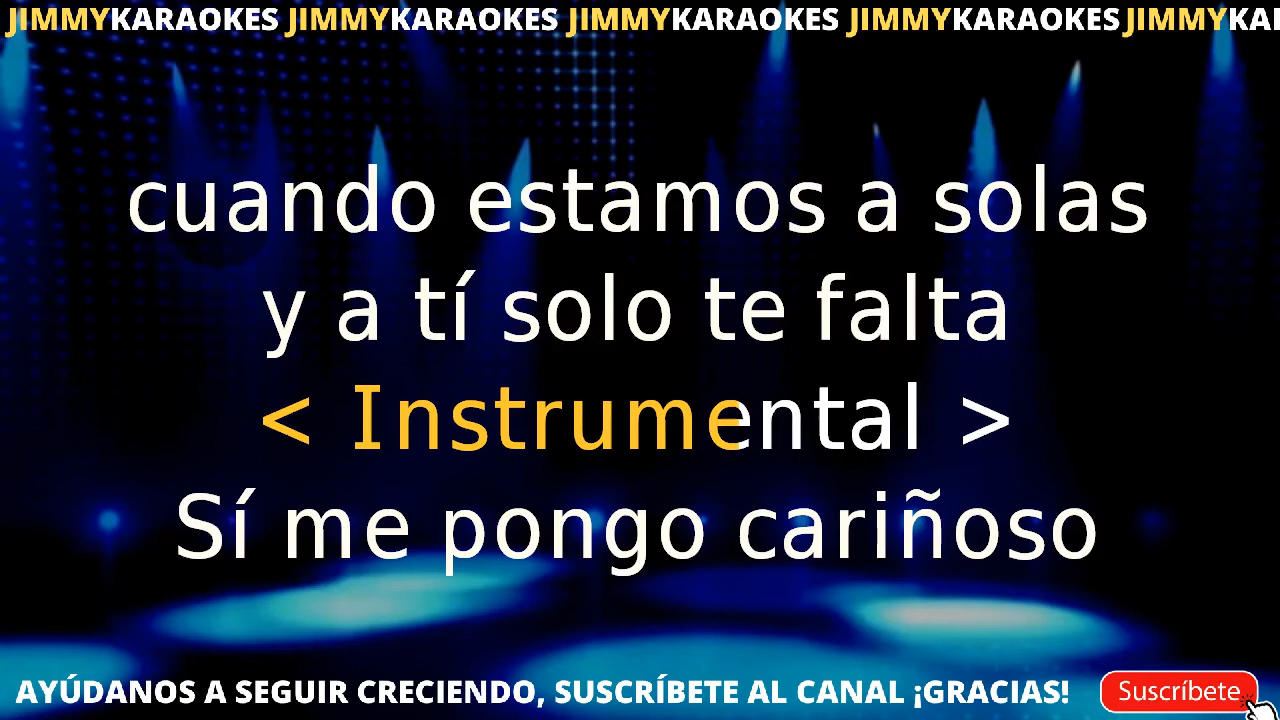 JIMMYKARAOKES JIMMYKARAOKES JIMMYKARAOKES JIMMYKARAOKES JIMMYKA
cuando estamos a solas
y a tí solo te falta
< Instrumental >
Sí me pongo cariñoso
AYÚDANOS A SEGUIR CRECIENDO, SUSCRÍBETE AL CANAL ¡GRACIAS! Suscríbete